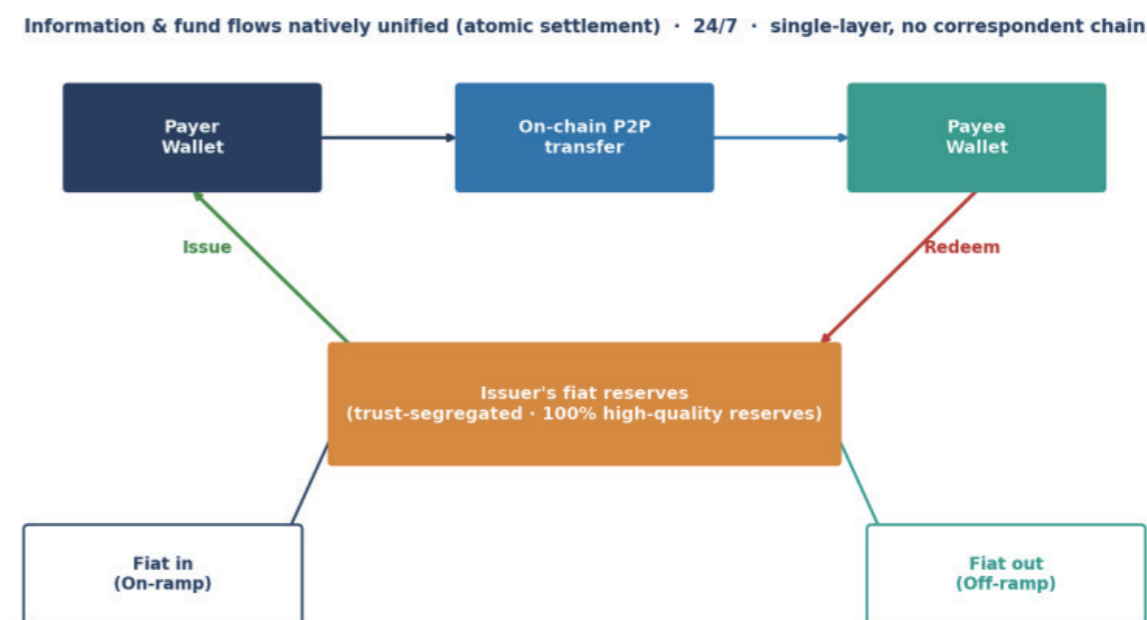 Information & fund flows natively unified (atomic settlement) · 24/7 · single-layer, no correspondent chain
Payer
Wallet
On-chain P2P
transfer
Payee
Wallet
Issue
Redeem
Issuer's fiat reserves
(trust-segregated · 100% high-quality reserves)
Fiat in
(On-ramp)
Fiat out
(Off-ramp)